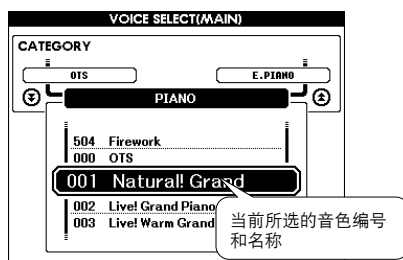 VOICE SELECT(MAIN)
CATEGORY
OTS
E.PIANO
PIANO
504 Firework
000 OTS
001 Natural! Grand
002 Live! Grand Piano
003 Live! Warm Grand
当前所选的音色编号
和名称